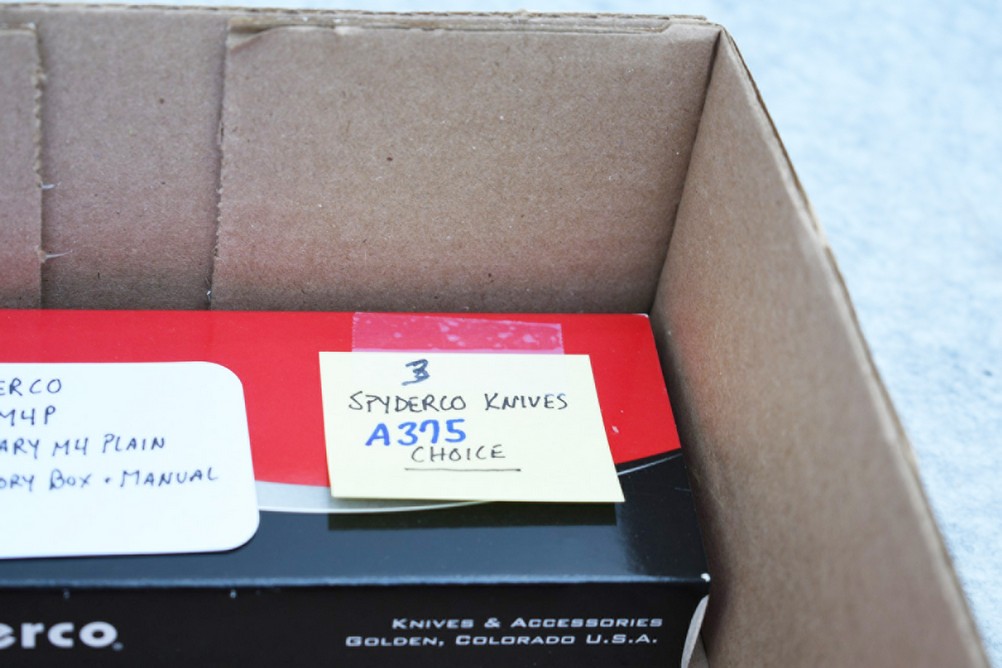 ERCO
M4P
ARY M4 PLAIN
ORY BOX + MANUAL
3
SPYDERCO KNIVES
A375
CHOICE
erco
KNIVES & ACCESSORIES
GOLDEN, COLORADO U.S.A.